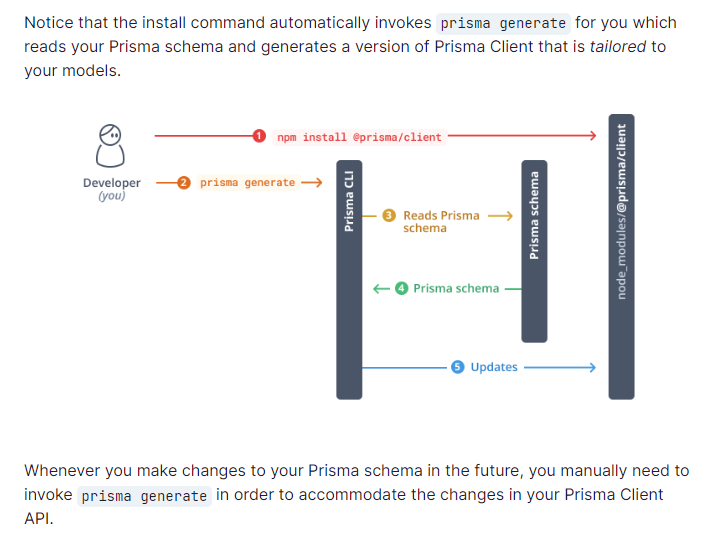 Notice that the install command automatically invokes prisma generate for you which
reads your Prisma schema and generates a version of Prisma Client that is tailored to
your models.
1 npm install @prisma/client
Developer
(you)
2 prisma generate
Prisma CLI
3 Reads Prisma
schema
Prisma schema
4 Prisma schema
5 Updates
node_modules/@prisma/client
Whenever you make changes to your Prisma schema in the future, you manually need to
invoke prisma generate in order to accommodate the changes in your Prisma Client
API.